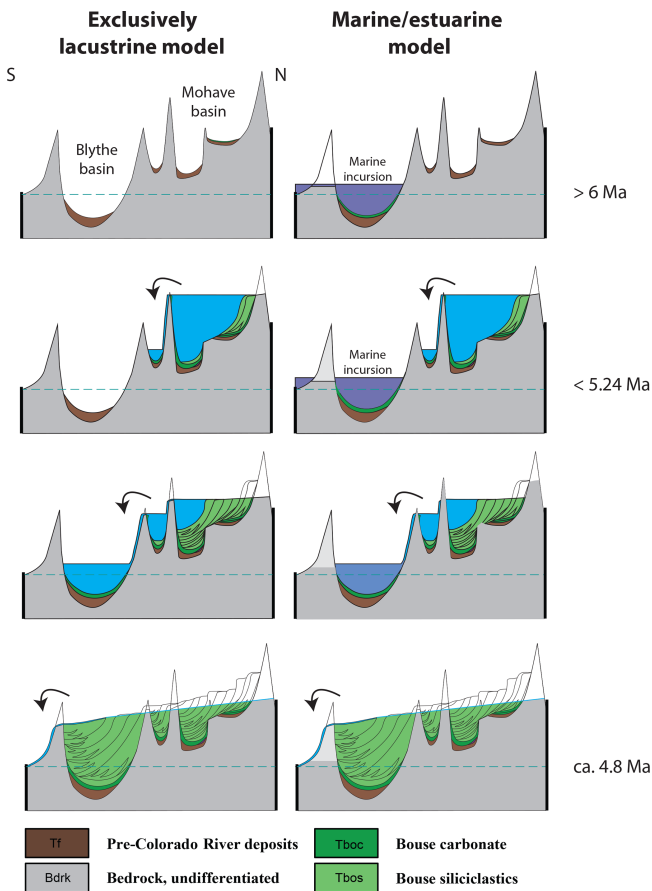 Exclusively
lacustrine model
Marine/estuarine
model
S
N
Mohave
basin
Blythe
basin
Marine
incursion
> 6 Ma
Marine
incursion
< 5.24 Ma
ca. 4.8 Ma
Tf
Pre-Colorado River deposits
Tboc
Bouse carbonate
Bdrk
Bedrock, undifferentiated
Tbos
Bouse siliciclastics